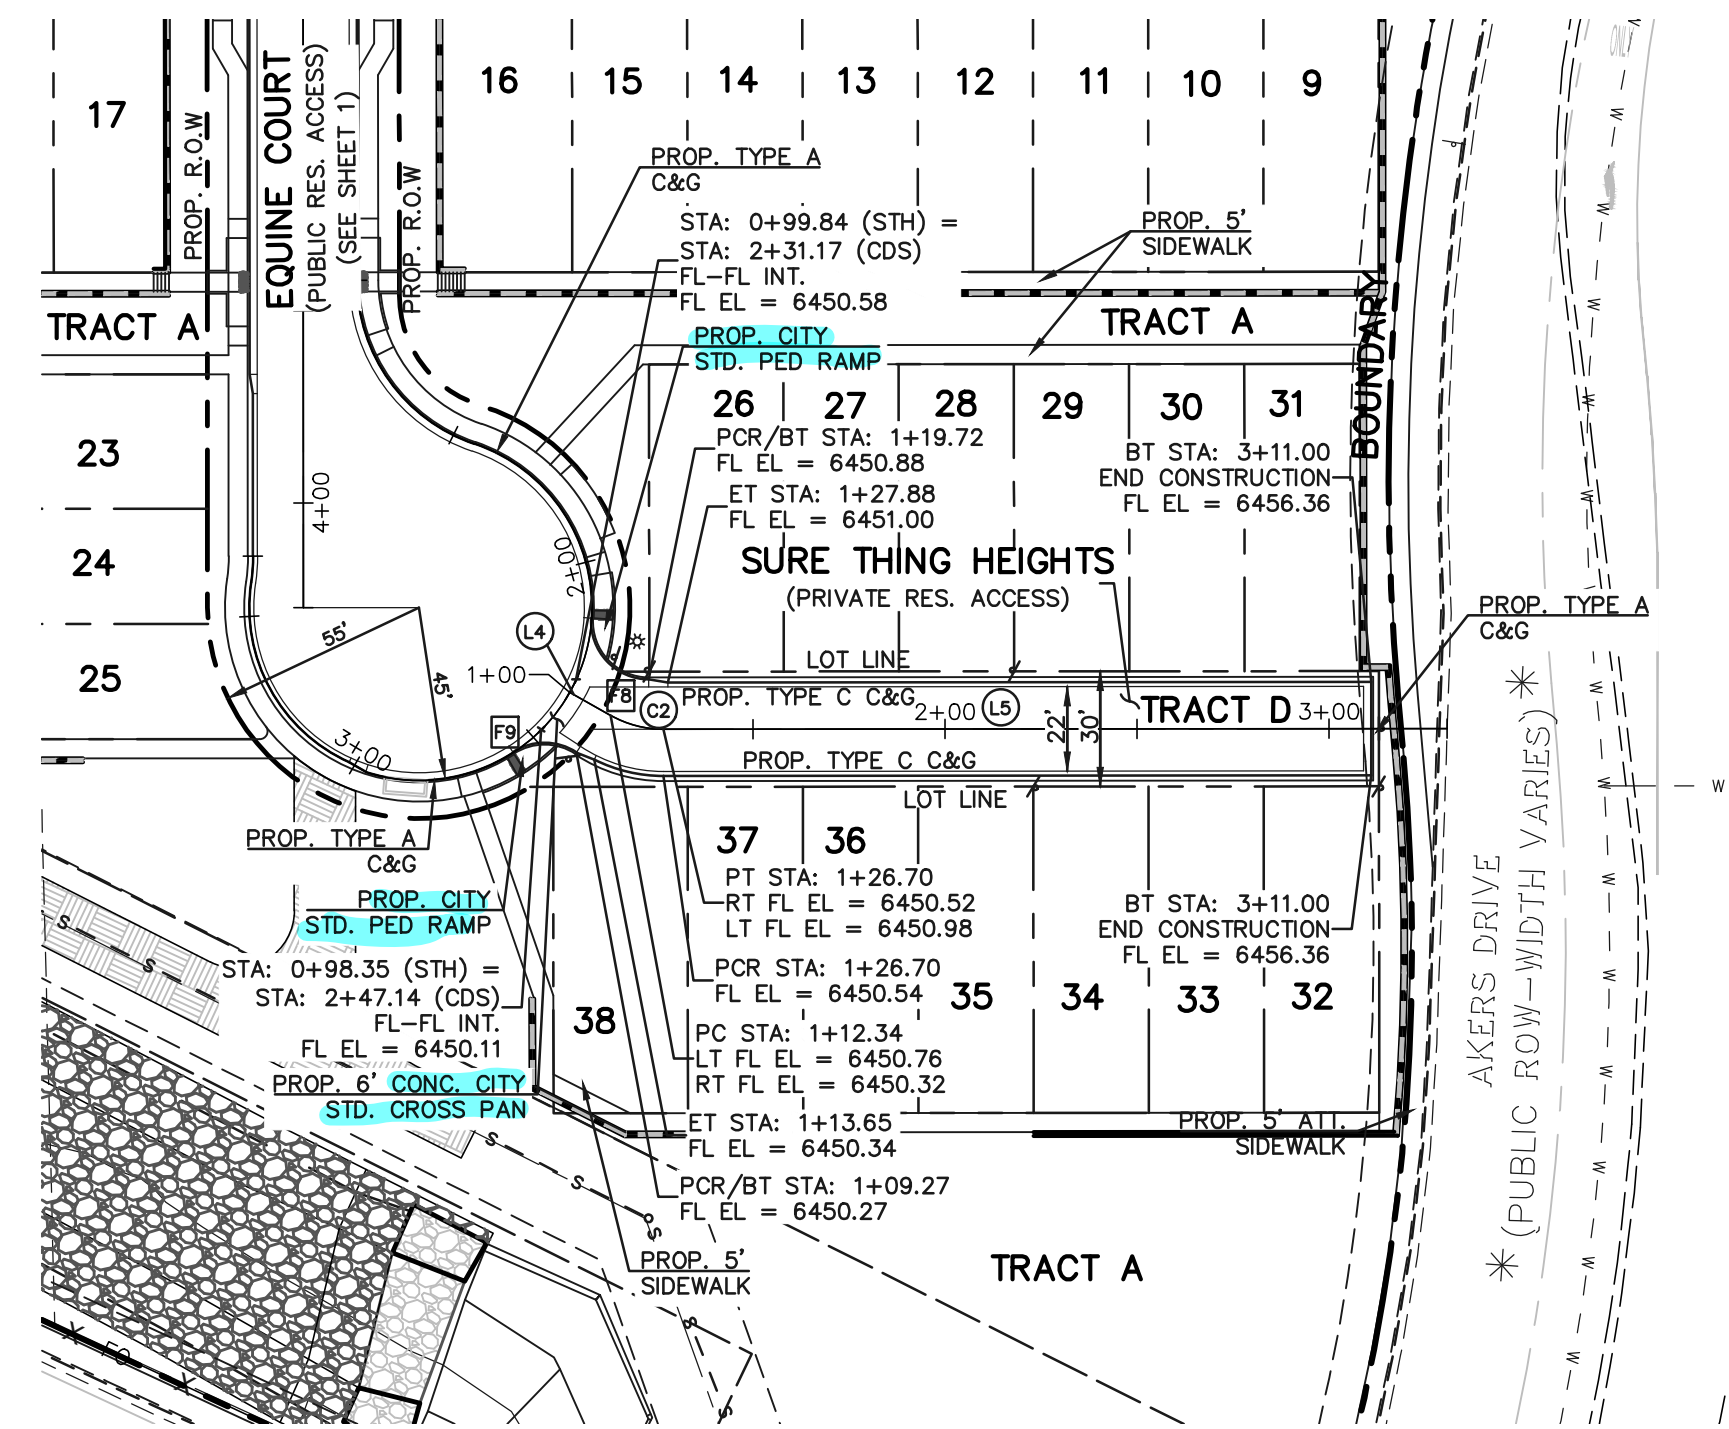 17
16
15
14
13
12
11
10
9
PROP. R.O.W
EQUINE COURT
(PUBLIC RES. ACCESS)
(SEE SHEET 1)
PROP. R.O.W
PROP. TYPE A
C&G
STA: 0+99.84 (STH) =
STA: 2+31.17 (CDS)
FL-FL INT.
FL EL = 6450.58
PROP. 5'
SIDEWALK
PROP. CITY
STD. PED RAMP
TRACT A
TRACT A
BOUNDARY
26
27
28
29
30
31
PCR/BT STA: 1+19.72
FL EL = 6450.88
ET STA: 1+27.88
FL EL = 6451.00
BT STA: 3+11.00
END CONSTRUCTION
FL EL = 6456.36
23
24
25
4+00
2+00
SURE THING HEIGHTS
(PRIVATE RES. ACCESS)
PROP. TYPE A
C&G
55'
45'
L4
1+00
LOT LINE
F8
C2
PROP. TYPE C C&G
2+00
L5
22'
30'
TRACT D
3+00
F9
3+00
PROP. TYPE C C&G
LOT LINE
W
PROP. TYPE A
C&G
37
36
PROP. CITY
STD. PED RAMP
PT STA: 1+26.70
RT FL EL = 6450.52
LT FL EL = 6450.98
BT STA: 3+11.00
END CONSTRUCTION
FL EL = 6456.36
STA: 0+98.35 (STH) =
STA: 2+47.14 (CDS)
FL-FL INT.
FL EL = 6450.11
PCR STA: 1+26.70
FL EL = 6450.54
38
35
34
33
32
PC STA: 1+12.34
LT FL EL = 6450.76
RT FL EL = 6450.32
PROP. 6' CONC. CITY
STD. CROSS PAN
ET STA: 1+13.65
FL EL = 6450.34
PROP. 5' ATT.
SIDEWALK
PCR/BT STA: 1+09.27
FL EL = 6450.27
PROP. 5'
SIDEWALK
TRACT A
AKERS DRIVE
* (PUBLIC ROW-WIDTH VARIES) *
S
S
S
S
S
S
S
X
FO
X
W
W
W
W
W
W
W
W
W
W
W
W
W
W
ONLY